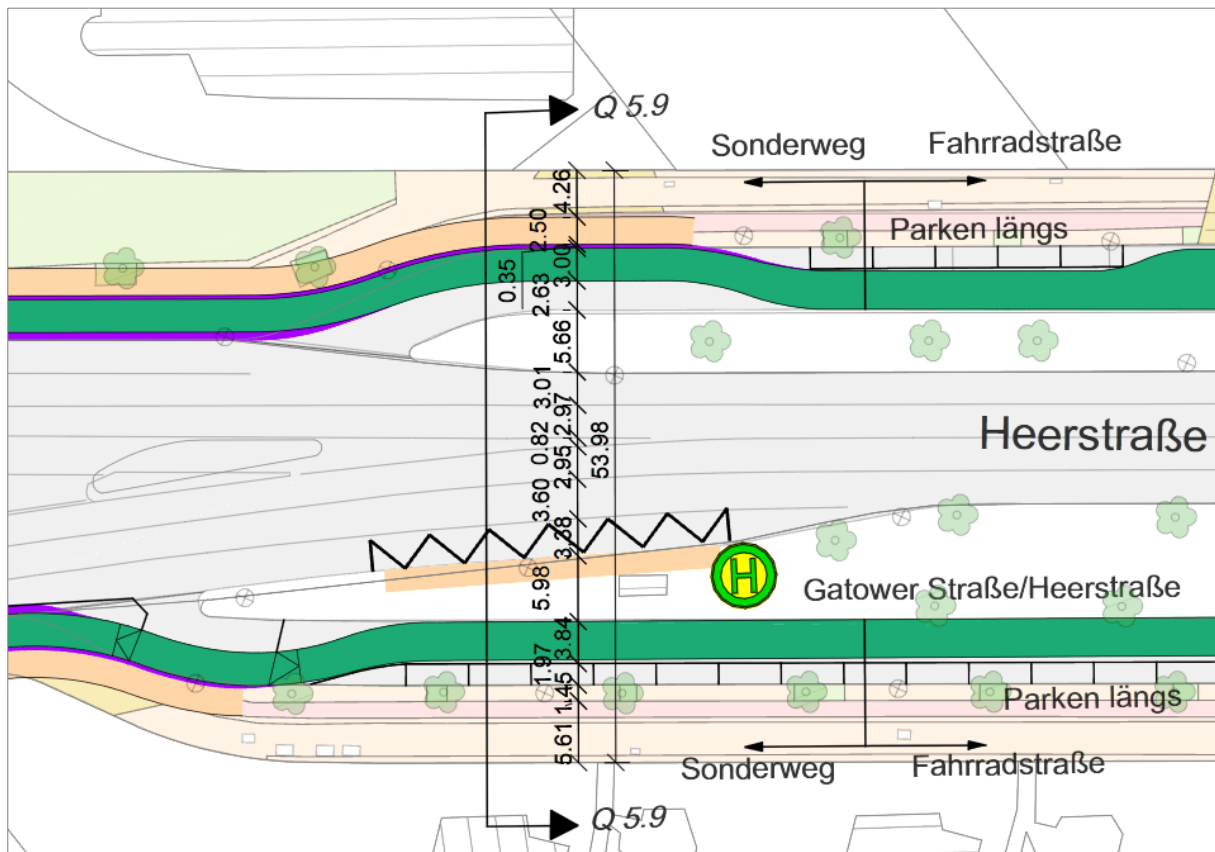 Q 5.9
Sonderweg
Fahrradstraße
4.26
2.50
Parken längs
0.35
3.00
2.63
5.66
3.01
2.97
0.82
53.98
Heerstraße
2.95
3.60
3.38
5.98
H
Gatower Straße/Heerstraße
3.84
1.97
1.45
Parken längs
5.61
Sonderweg
Fahrradstraße
Q 5.9